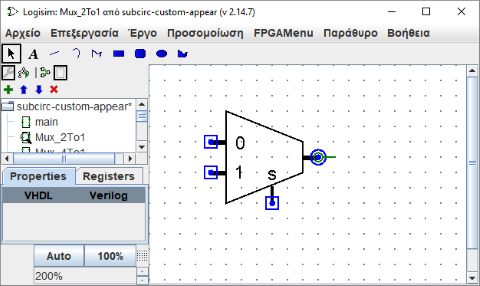 Logisim: Mux_2To1 από subcirc-custom-appear (v 2.14.7)
Αρχείο Επεξεργασία Έργο Προσομοίωση FPGAMenu Παράθυρο Βοήθεια
A
subcirc-custom-appear*
main
Mux_2To1
Mux_4To1
Properties Registers
VHDL Verilog
Auto 100%
200%
0
1
s